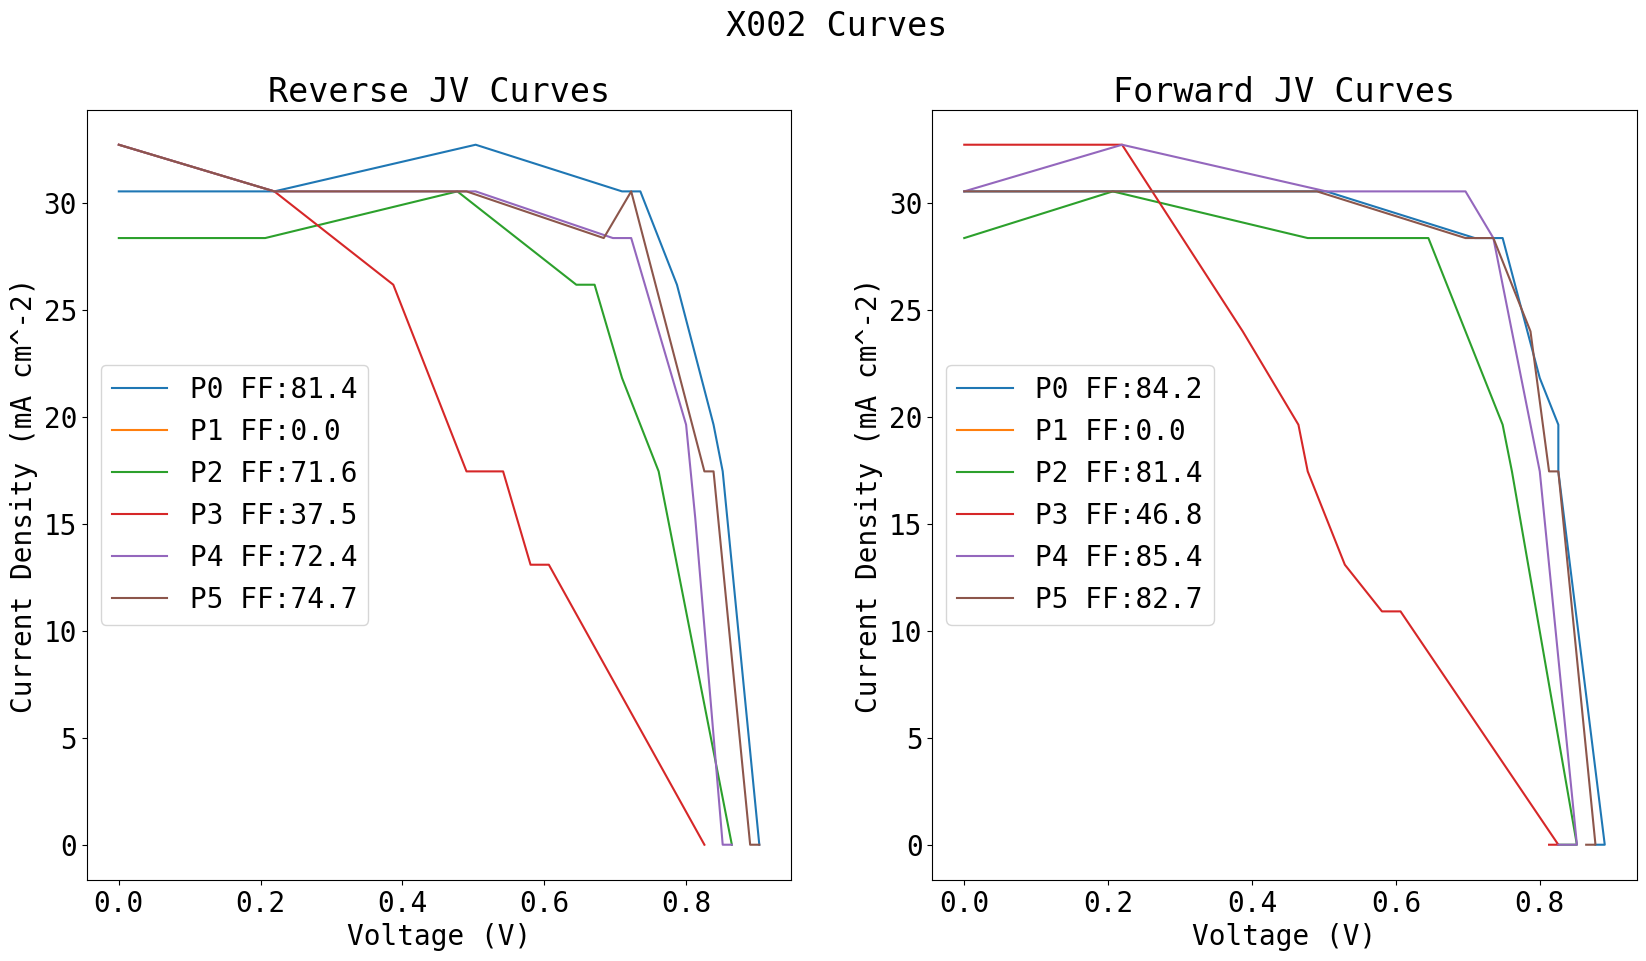 X002 Curves
Reverse JV Curves
Current Density (mA cm^-2)
30
25
20
15
10
5
0
P0 FF:81.4
P1 FF:0.0
P2 FF:71.6
P3 FF:37.5
P4 FF:72.4
P5 FF:74.7
0.0 0.2 0.4 0.6 0.8
Voltage (V)
Forward JV Curves
Current Density (mA cm^-2)
30
25
20
15
10
5
0
P0 FF:84.2
P1 FF:0.0
P2 FF:81.4
P3 FF:46.8
P4 FF:85.4
P5 FF:82.7
0.0 0.2 0.4 0.6 0.8
Voltage (V)